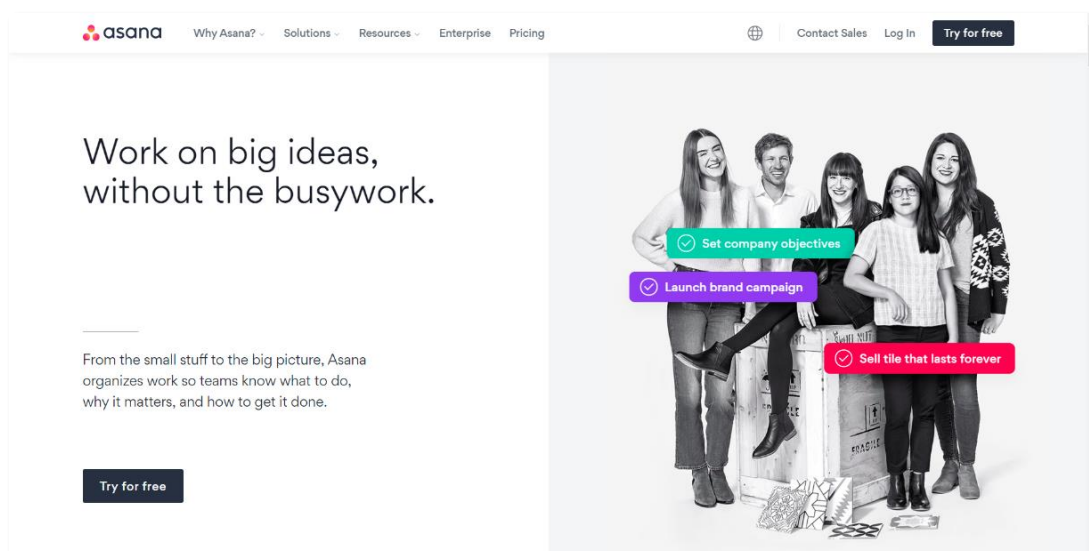 asana
Why Asana?
Solutions
Resources
Enterprise
Pricing
Contact Sales
Log In
Try for free
Work on big ideas,
without the busywork.
From the small stuff to the big picture, Asana
organizes work so teams know what to do,
why it matters, and how to get it done.
Try for free
Set company objectives
Launch brand campaign
Sell tile that lasts forever
FRAGILE